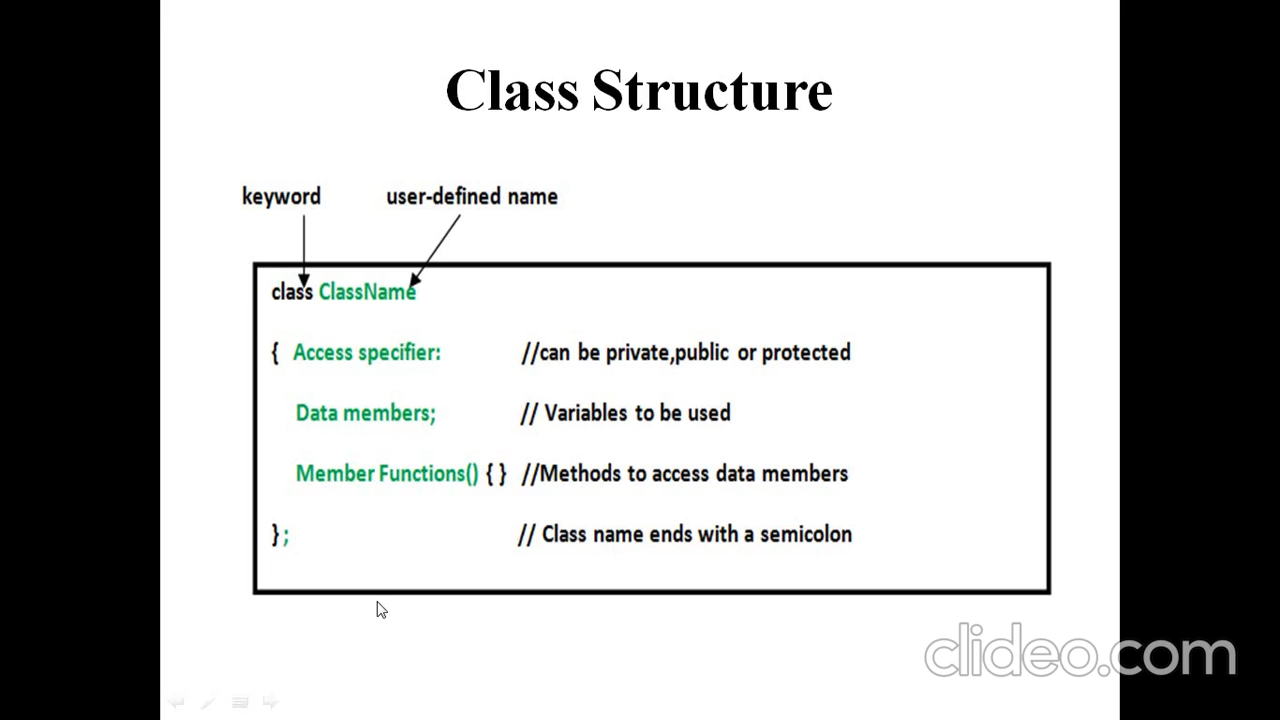 Class Structure
keyword user-defined name
class ClassName
{ Access specifier: //can be private,public or protected
Data members; // Variables to be used
Member Functions() { } //Methods to access data members
} ; // Class name ends with a semicolon
clideo.com